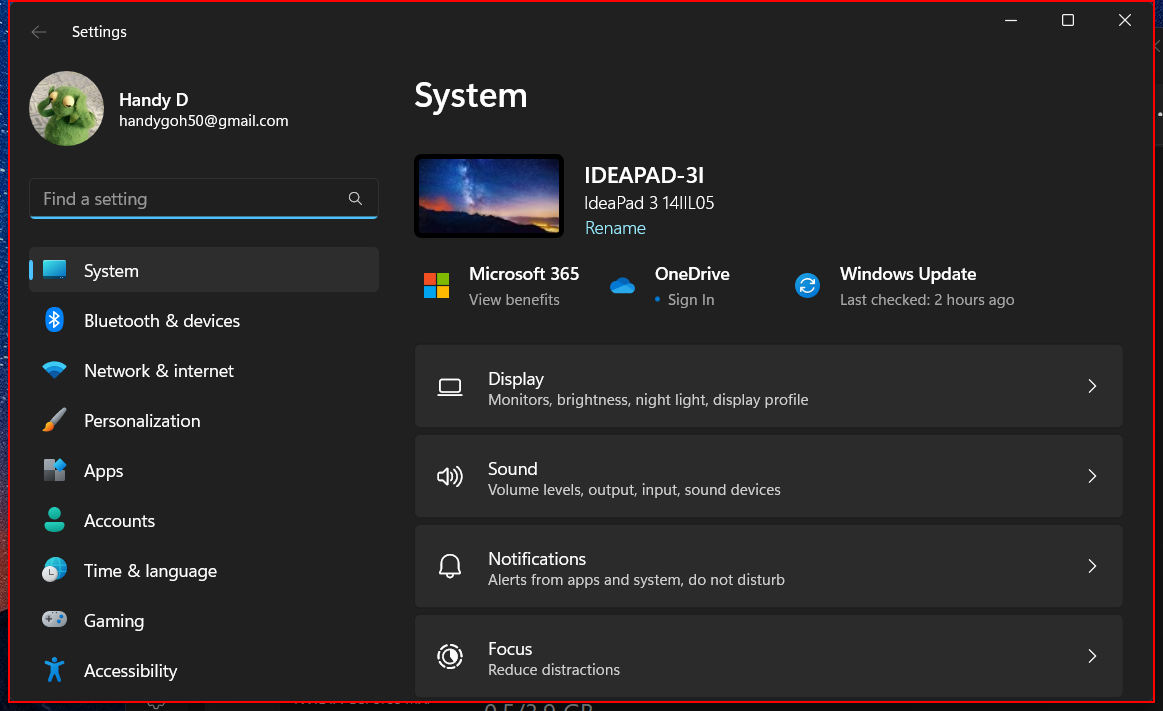 Settings
Handy D
handygoh50@gmail.com
Find a setting
System
Bluetooth & devices
Network & internet
Personalization
Apps
Accounts
Time & language
Gaming
Accessibility
System
IDEAPAD-3I
IdeaPad 3 14IIL05
Rename
Microsoft 365
View benefits
OneDrive
• Sign In
Windows Update
Last checked: 2 hours ago
Display
Monitors, brightness, night light, display profile
Sound
Volume levels, output, input, sound devices
Notifications
Alerts from apps and system, do not disturb
Focus
Reduce distractions